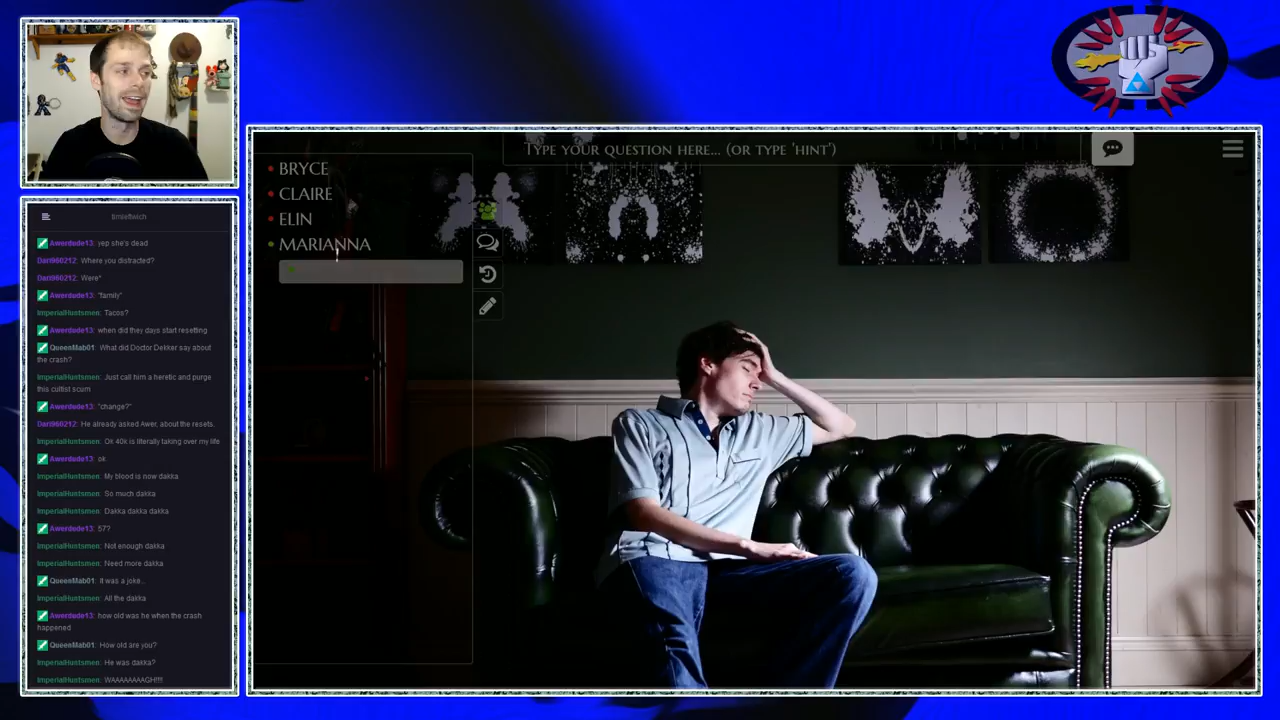 TYPE YOUR QUESTION HERE... (OR TYPE 'HINT')
BRYCE
CLAIRE
ELIN
MARIANNA
Awerdude13: yep she's dead
Dart960212: Where you distracted?
Dart960212: Were*
Awerdude13: "family"
ImperialHuntsmen: Tacos?
Awerdude13: when did they days start resetting
QueenMab01: What did Doctor Dekker say about
the crash?
ImperialHuntsmen: Just call him a heretic and purge
this cultist scum
Awerdude13: "change?"
Dart960212: He already asked Awer, about the resets.
ImperialHuntsmen: Ok 40k is literally taking over my life
Awerdude13: ok
ImperialHuntsmen: My blood is now dakka
ImperialHuntsmen: So much dakka
ImperialHuntsmen: Dakka dakka dakka
Awerdude13: 57?
ImperialHuntsmen: Not enough dakka
ImperialHuntsmen: Need more dakka
QueenMab01: It was a joke..
ImperialHuntsmen: All the dakka
Awerdude13: how old was he when the crash
happened
QueenMab01: How old are you?
ImperialHuntsmen: He was dakka?
ImperialHuntsmen: WAAAAAAAGH!!!!